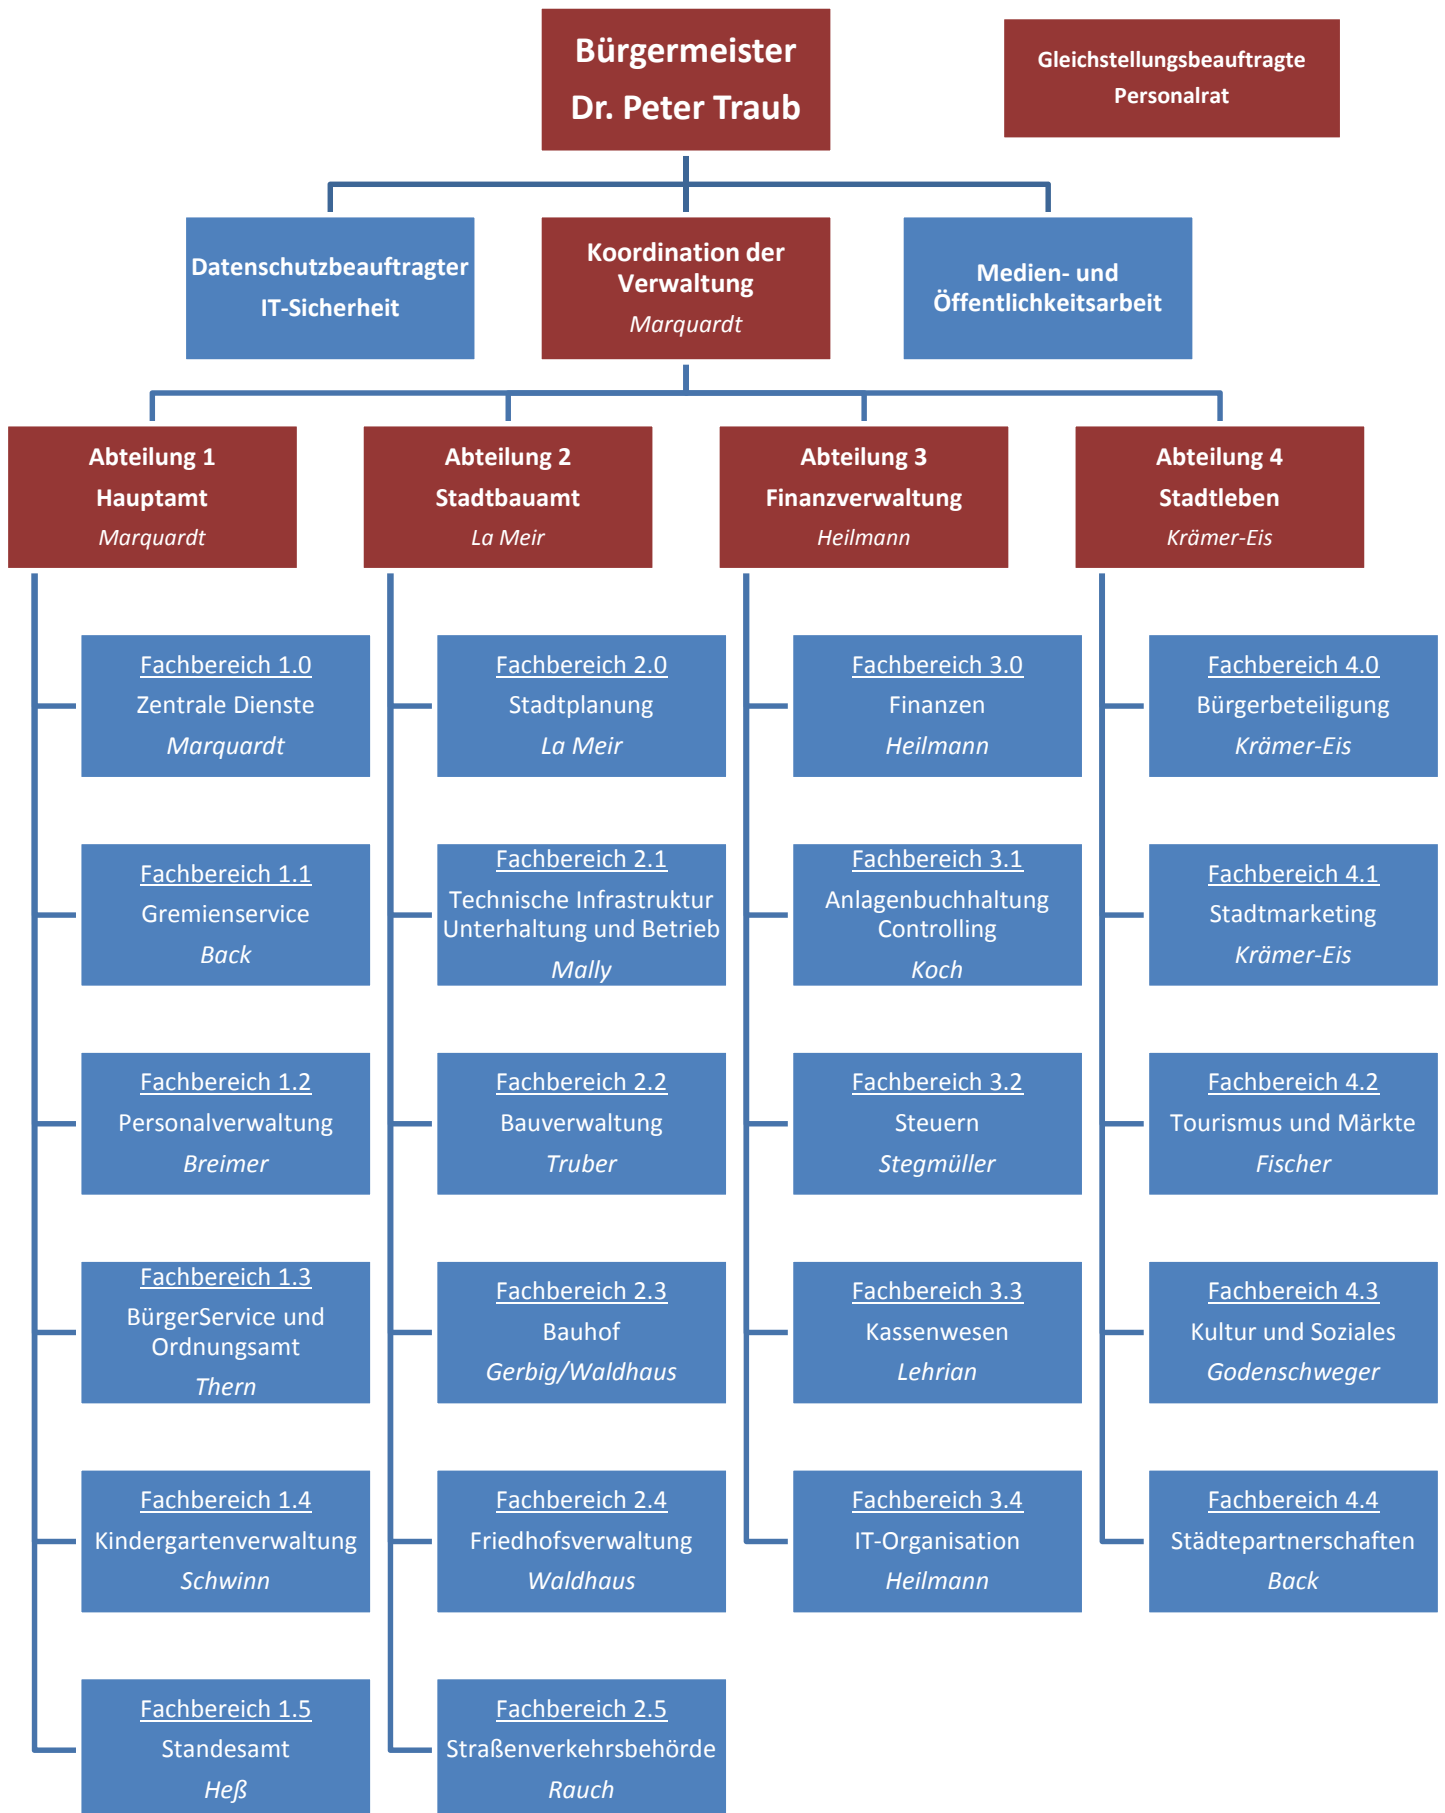 Bürgermeister
Dr. Peter Traub
Gleichstellungsbeauftragte
Personalrat
Datenschutzbeauftragter
IT-Sicherheit
Koordination der
Verwaltung
Marquardt
Medien- und
Öffentlichkeitsarbeit
Abteilung 1
Hauptamt
Marquardt
Abteilung 2
Stadtbauamt
La Meir
Abteilung 3
Finanzverwaltung
Heilmann
Abteilung 4
Stadtleben
Krämer-Eis
Fachbereich 1.0
Zentrale Dienste
Marquardt
Fachbereich 2.0
Stadtplanung
La Meir
Fachbereich 3.0
Finanzen
Heilmann
Fachbereich 4.0
Bürgerbeteiligung
Krämer-Eis
Fachbereich 1.1
Gremienservice
Back
Fachbereich 2.1
Technische Infrastruktur
Unterhaltung und Betrieb
Mally
Fachbereich 3.1
Anlagenbuchhaltung
Controlling
Koch
Fachbereich 4.1
Stadtmarketing
Krämer-Eis
Fachbereich 1.2
Personalverwaltung
Breimer
Fachbereich 2.2
Bauverwaltung
Truber
Fachbereich 3.2
Steuern
Stegmüller
Fachbereich 4.2
Tourismus und Märkte
Fischer
Fachbereich 1.3
BürgerService und
Ordnungsamt
Thern
Fachbereich 2.3
Bauhof
Gerbig/Waldhaus
Fachbereich 3.3
Kassenwesen
Lehrian
Fachbereich 4.3
Kultur und Soziales
Godenschweger
Fachbereich 1.4
Kindergartenverwaltung
Schwinn
Fachbereich 2.4
Friedhofsverwaltung
Waldhaus
Fachbereich 3.4
IT-Organisation
Heilmann
Fachbereich 4.4
Städtepartnerschaften
Back
Fachbereich 1.5
Standesamt
Heß
Fachbereich 2.5
Straßenverkehrsbehörde
Rauch